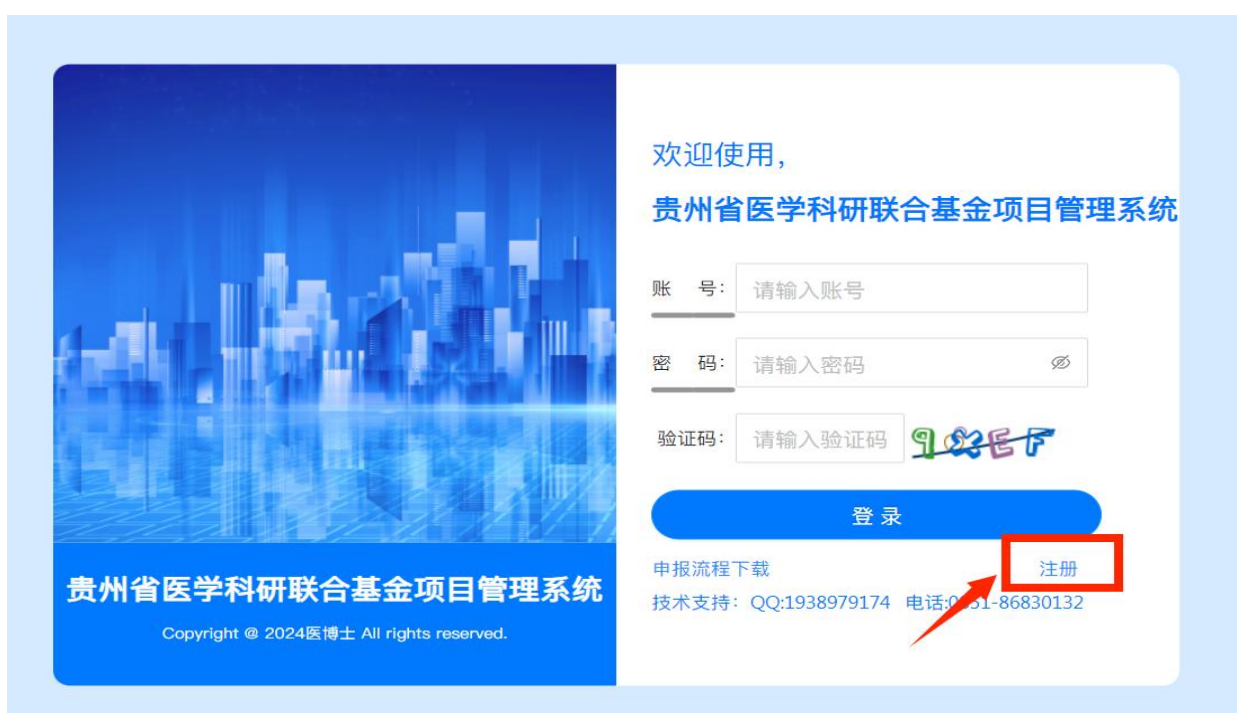 欢迎使用，
贵州省医学科研联合基金项目管理系统
账 号： 请输入账号
密 码： 请输入密码
验证码： 请输入验证码
登 录
申报流程下载 注册
技术支持：QQ:1938979174 电话:0851-86830132
贵州省医学科研联合基金项目管理系统
Copyright @ 2024医博士 All rights reserved.